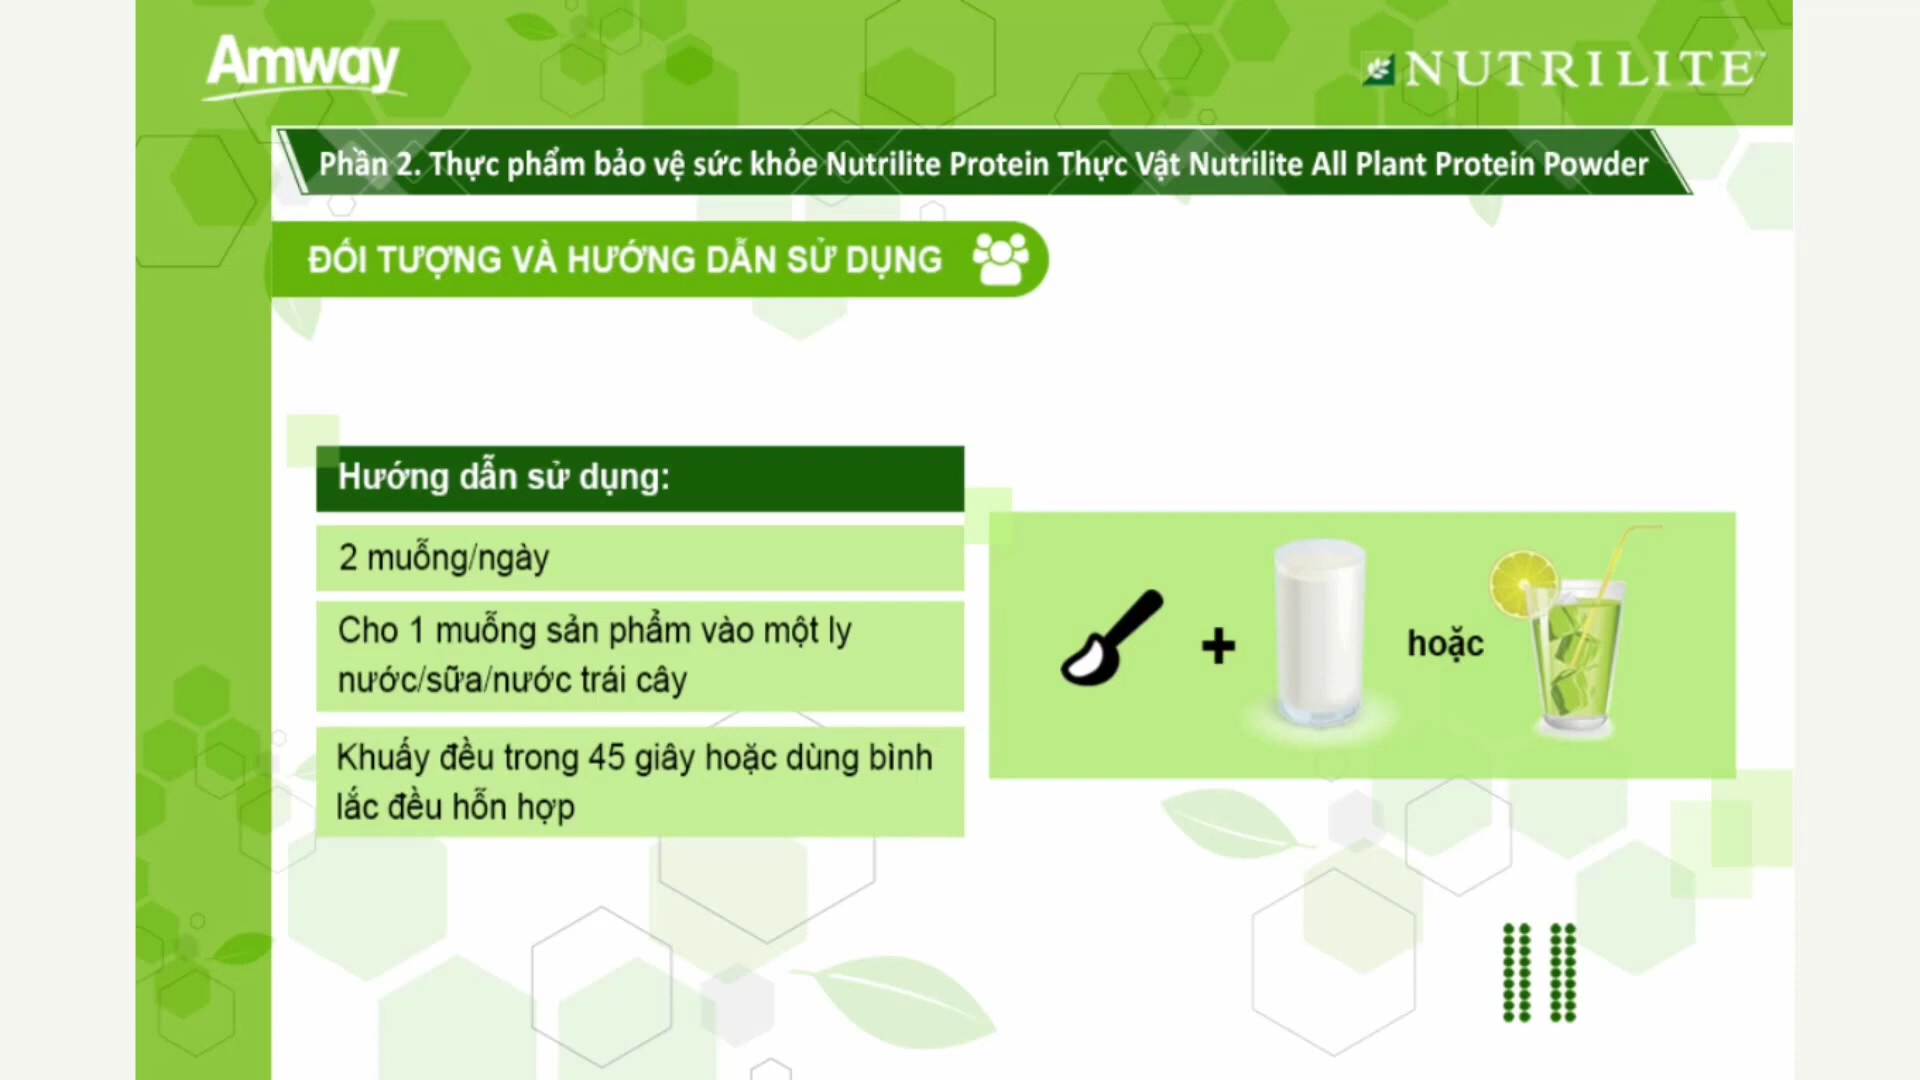 Amway
NUTRILITE™
Phần 2. Thực phẩm bảo vệ sức khỏe Nutrilite Protein Thực Vật Nutrilite All Plant Protein Powder
ĐỐI TƯỢNG VÀ HƯỚNG DẪN SỬ DỤNG
Hướng dẫn sử dụng:
2 muỗng/ngày
Cho 1 muỗng sản phẩm vào một ly
nước/sữa/nước trái cây
Khuấy đều trong 45 giây hoặc dùng bình
lắc đều hỗn hợp
+
hoặc